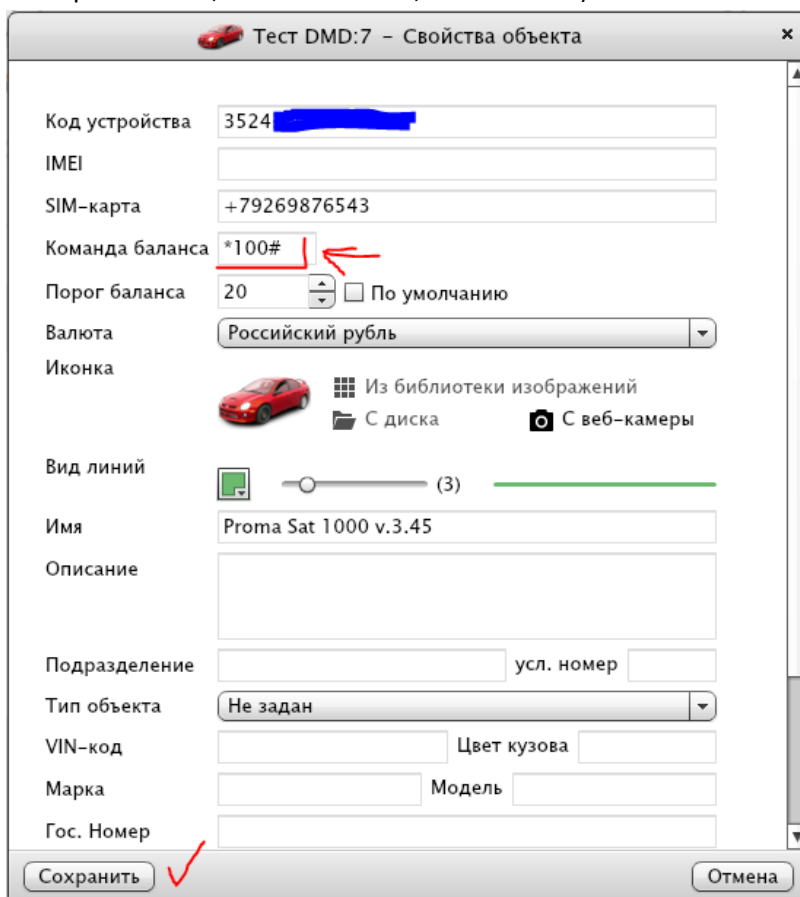 Тест DMD:7 – Свойства объекта
Код устройства 3524
IMEI
SIM-карта +79269876543
Команда баланса *100#
Порог баланса 20 По умолчанию
Валюта Российский рубль
Иконка
Из библиотеки изображений
С диска С веб-камеры
Вид линий (3)
Имя Proma Sat 1000 v.3.45
Описание
Подразделение усл. номер
Тип объекта Не задан
VIN-код Цвет кузова
Марка Модель
Гос. Номер
Сохранить Отмена